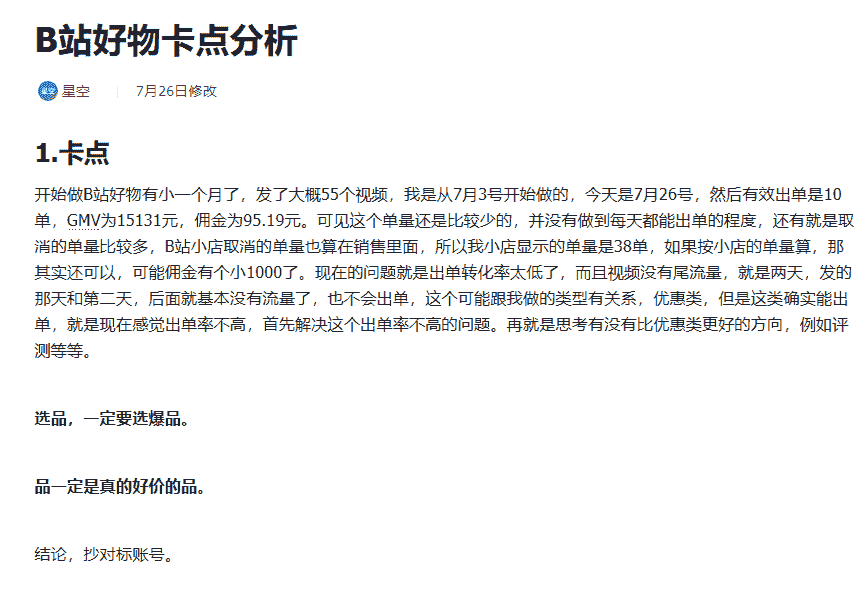 B站好物卡点分析
星空 7月26日修改
1.卡点
开始做B站好物有小一个月了，发了大概55个视频，我是从7月3号开始做的，今天是7月26号，然后有效出单是10
单，GMV为15131元，佣金为95.19元。可见这个单量还是比较少的，并没有做到每天都能出单的程度，还有就是取
消的单量比较多，B站小店取消的单量也算在销售里面，所以我小店显示的单量是38单，如果按小店的单量算，那
其实还可以，可能佣金有个小1000了。现在的问题就是出单转化率太低了，而且视频没有尾流量，就是两天，发的
那天和第二天，后面就基本没有流量了，也不会出单，这个可能跟我做的类型有关系，优惠类，但是这类确实能出
单，就是现在感觉出单率不高，首先解决这个出单率不高的问题。再就是思考有没有比优惠类更好的方向，例如评
测等等。
选品，一定要选爆品。
品一定是真的好价的品。
结论，抄对标账号。